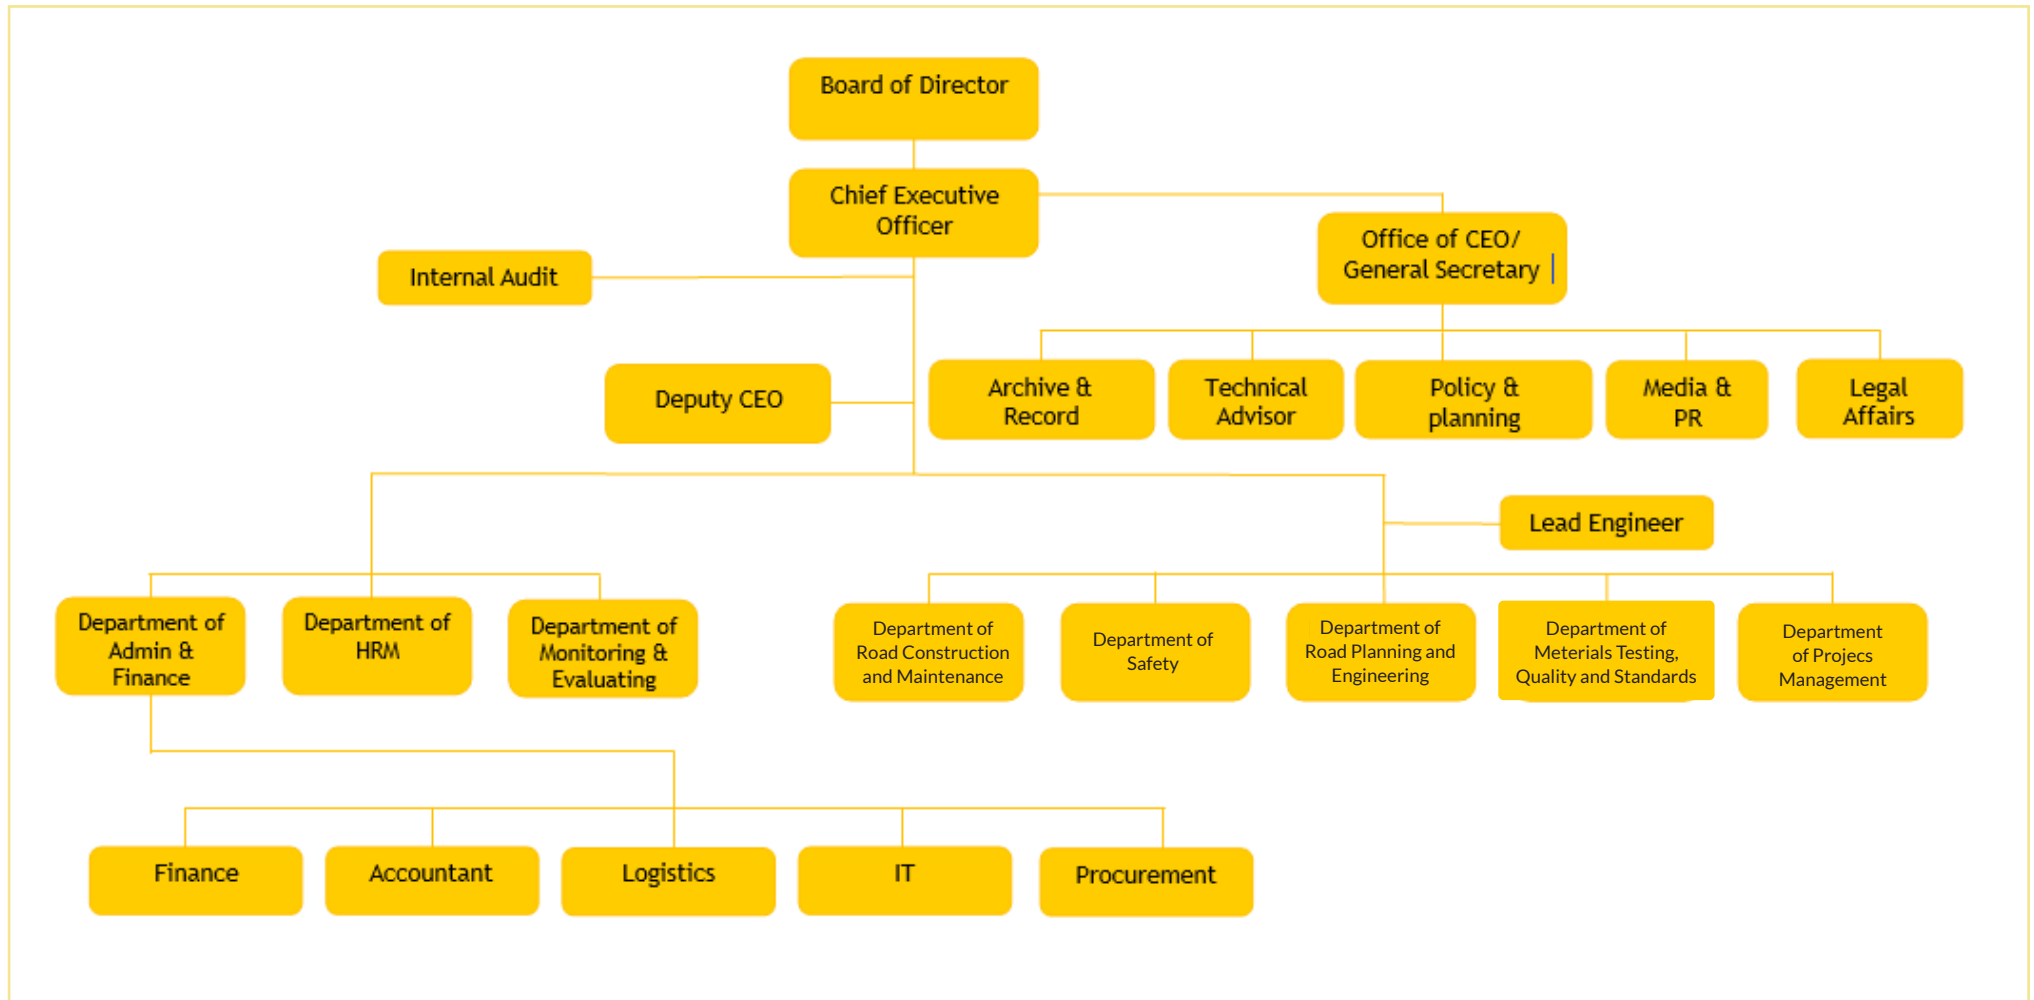 Board of Director
Chief Executive
Officer
Office of CEO/
General Secretary
Internal Audit
Deputy CEO
Archive &
Record
Technical
Advisor
Policy &
planning
Media &
PR
Legal
Affairs
Lead Engineer
Department of
Admin &
Finance
Department of
HRM
Department of
Monitoring &
Evaluating
Department of
Road Construction
and Maintenance
Department of
Safety
Department of
Road Planning and
Engineering
Department of
Meterials Testing,
Quality and Standards
Department
of Projecs
Management
Finance
Accountant
Logistics
IT
Procurement